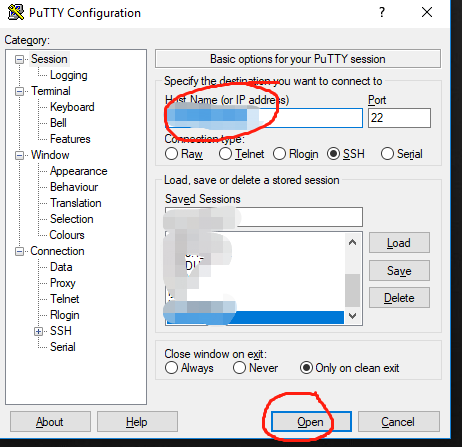 PuTTY Configuration
Category:
Session
Logging
Terminal
Keyboard
Bell
Features
Window
Appearance
Behaviour
Translation
Selection
Colours
Connection
Data
Proxy
Telnet
Rlogin
SSH
Serial
Basic options for your PuTTY session
Specify the destination you want to connect to
Host Name (or IP address) Port
22
Connection type:
Raw Telnet Rlogin SSH Serial
Load, save or delete a stored session
Saved Sessions
Load
Save
Delete
Close window on exit:
Always Never Only on clean exit
About Help Open Cancel